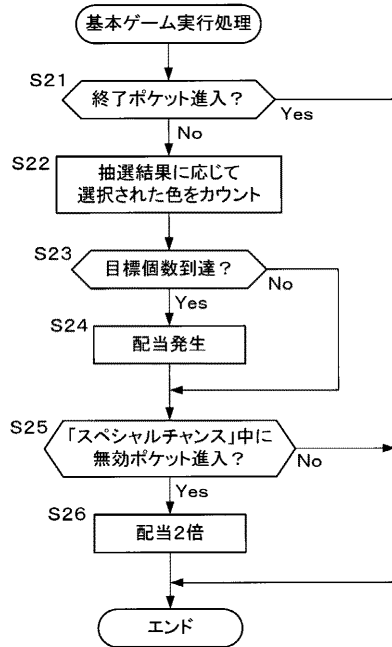 基本ゲーム実行処理
S21
終了ポケット進入？
Yes
No
S22
抽選結果に応じて
選択された色をカウント
S23
目標個数到達？
No
Yes
S24
配当発生
S25
「スペシャルチャンス」中に
無効ポケット進入？
No
Yes
S26
配当2倍
エンド